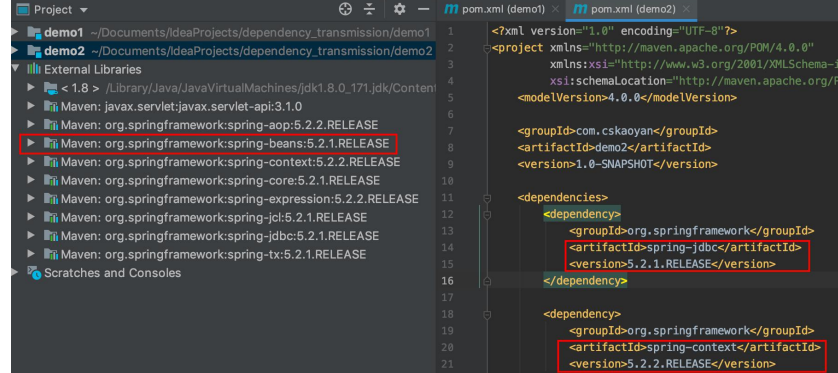 Project
demo1 ~/Documents/IdeaProjects/dependency_transmission/demo1
demo2 ~/Documents/IdeaProjects/dependency_transmission/demo2
External Libraries
< 1.8 > /Library/Java/JavaVirtualMachines/jdk1.8.0_171.jdk/Conten
Maven: javax.servlet:javax.servlet-api:3.1.0
Maven: org.springframework:spring-aop:5.2.2.RELEASE
Maven: org.springframework:spring-beans:5.2.1.RELEASE
Maven: org.springframework:spring-context:5.2.2.RELEASE
Maven: org.springframework:spring-core:5.2.1.RELEASE
Maven: org.springframework:spring-expression:5.2.2.RELEASE
Maven: org.springframework:spring-jcl:5.2.1.RELEASE
Maven: org.springframework:spring-jdbc:5.2.1.RELEASE
Maven: org.springframework:spring-tx:5.2.1.RELEASE
Scratches and Consoles
m pom.xml (demo1) × m pom.xml (demo2) ×
1 <?xml version="1.0" encoding="UTF-8"?>
2 <project xmlns="http://maven.apache.org/POM/4.0.0"
3 xmlns:xsi="http://www.w3.org/2001/XMLSchema-i
4 xsi:schemaLocation="http://maven.apache.org/P
5 <modelVersion>4.0.0</modelVersion>
6
7 <groupId>com.cskaoyan</groupId>
8 <artifactId>demo2</artifactId>
9 <version>1.0-SNAPSHOT</version>
10
11 <dependencies>
12 <dependency>
13 <groupId>org.springframework</groupId>
14 <artifactId>spring-jdbc</artifactId>
15 <version>5.2.1.RELEASE</version>
16 </dependency>
17
18 <dependency>
19 <groupId>org.springframework</groupId>
20 <artifactId>spring-context</artifactId>
21 <version>5.2.2.RELEASE</version>